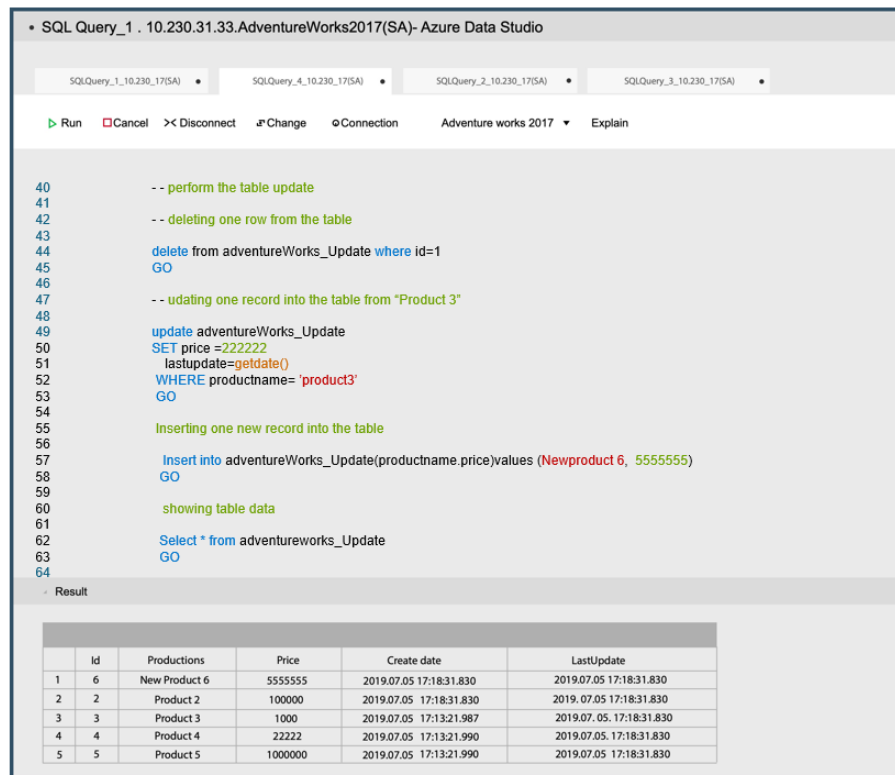 • SQL Query_1 . 10.230.31.33.AdventureWorks2017(SA)- Azure Data Studio
SQLQuery_1_10.230_17(SA) • SQLQuery_4_10.230_17(SA) • SQLQuery_2_10.230_17(SA) • SQLQuery_3_10.230_17(SA) •
Run Cancel >< Disconnect Change Connection Adventure works 2017 ▼ Explain
40 - - perform the table update
41
42 - - deleting one row from the table
43
44 delete from adventureWorks_Update where id=1
45 GO
46
47 - - udating one record into the table from “Product 3”
48
49 update adventureWorks_Update
50 SET price =222222
51 lastupdate=getdate()
52 WHERE productname= 'product3'
53 GO
54
55 Inserting one new record into the table
56
57 Insert into adventureWorks_Update(productname.price)values (Newproduct 6, 5555555)
58 GO
59
60 showing table data
61
62 Select * from adventureworks_Update
63 GO
64
Result
Id Productions Price Create date LastUpdate
1 6 New Product 6 5555555 2019.07.05 17:18:31.830 2019.07.05 17:18:31.830
2 2 Product 2 100000 2019.07.05 17:18:31.830 2019. 07.05 17:18:31.830
3 3 Product 3 1000 2019.07.05 17:13:21.987 2019.07. 05. 17:18:31.830
4 4 Product 4 22222 2019.07.05 17:13:21.990 2019.07.05. 17:18:31.830
5 5 Product 5 1000000 2019.07.05 17:13:21.990 2019.07.05 17:18:31.830